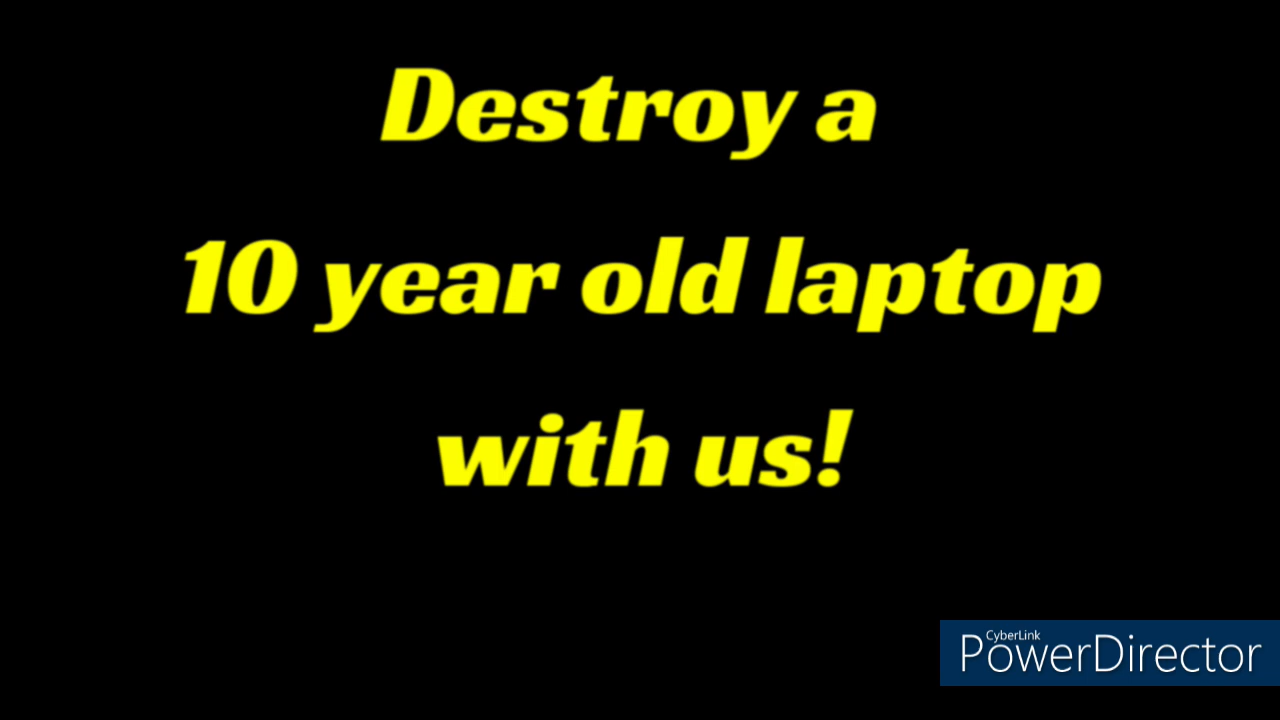 Destroy a
10 year old laptop
with us!
CyberLink
PowerDirector